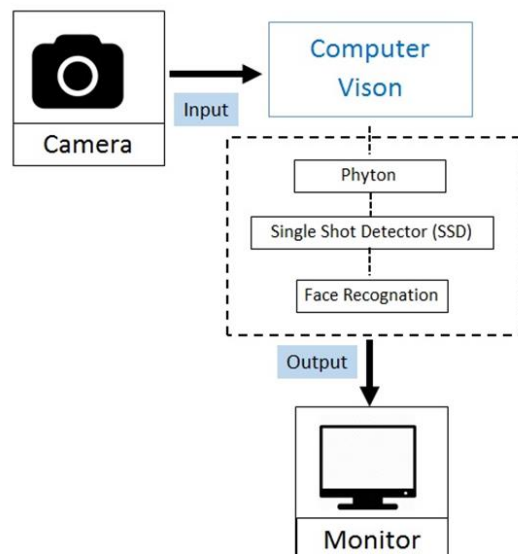 Camera
Input
Computer
Vison
Phyton
Single Shot Detector (SSD)
Face Recognation
Output
Monitor